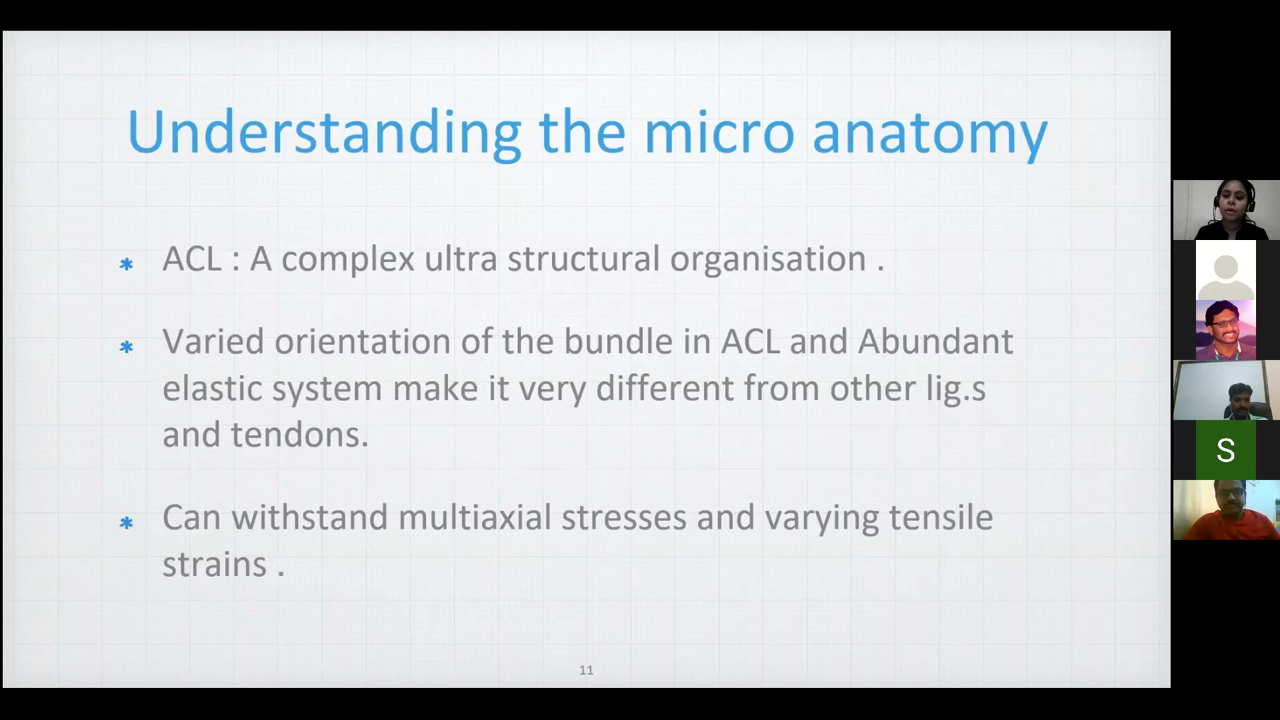 Understanding the micro anatomy
* ACL : A complex ultra structural organisation .
* Varied orientation of the bundle in ACL and Abundant
elastic system make it very different from other lig.s
and tendons.
* Can withstand multiaxial stresses and varying tensile
strains .
11
S